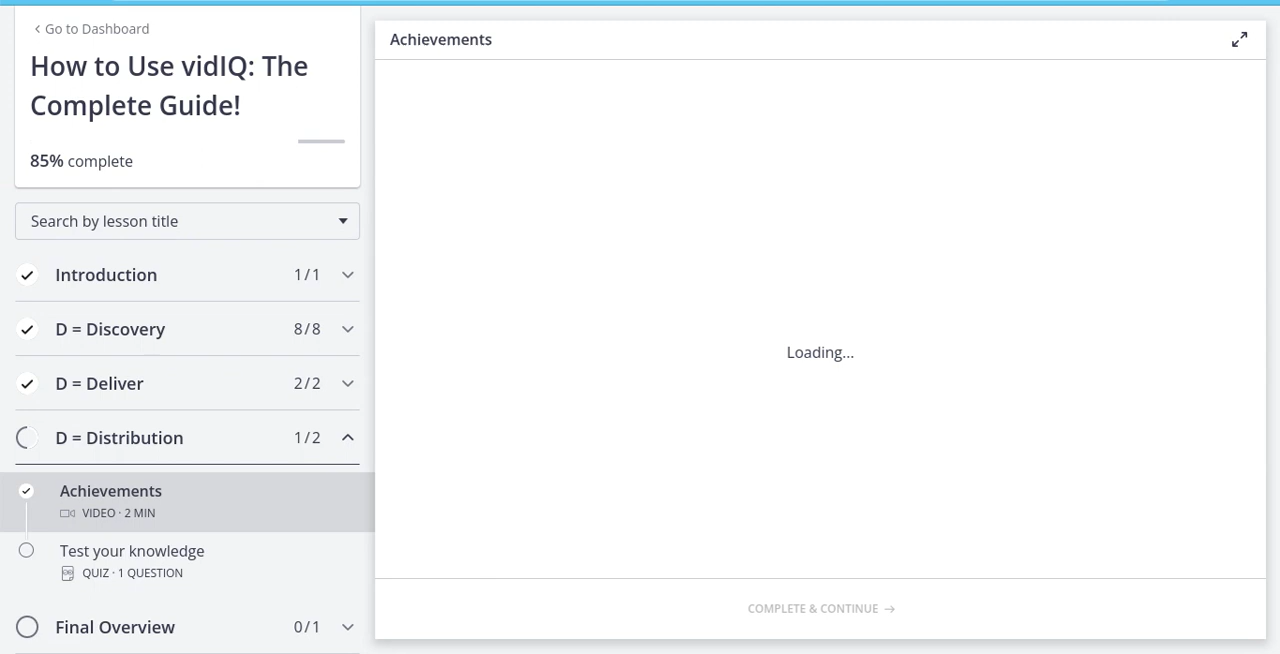 Go to Dashboard
How to Use vidIQ: The
Complete Guide!
85% complete
Search by lesson title
Introduction 1/1
D = Discovery 8/8
D = Deliver 2/2
D = Distribution 1/2
Achievements
VIDEO · 2 MIN
Test your knowledge
QUIZ · 1 QUESTION
Final Overview 0/1
Achievements
Loading...
COMPLETE & CONTINUE →